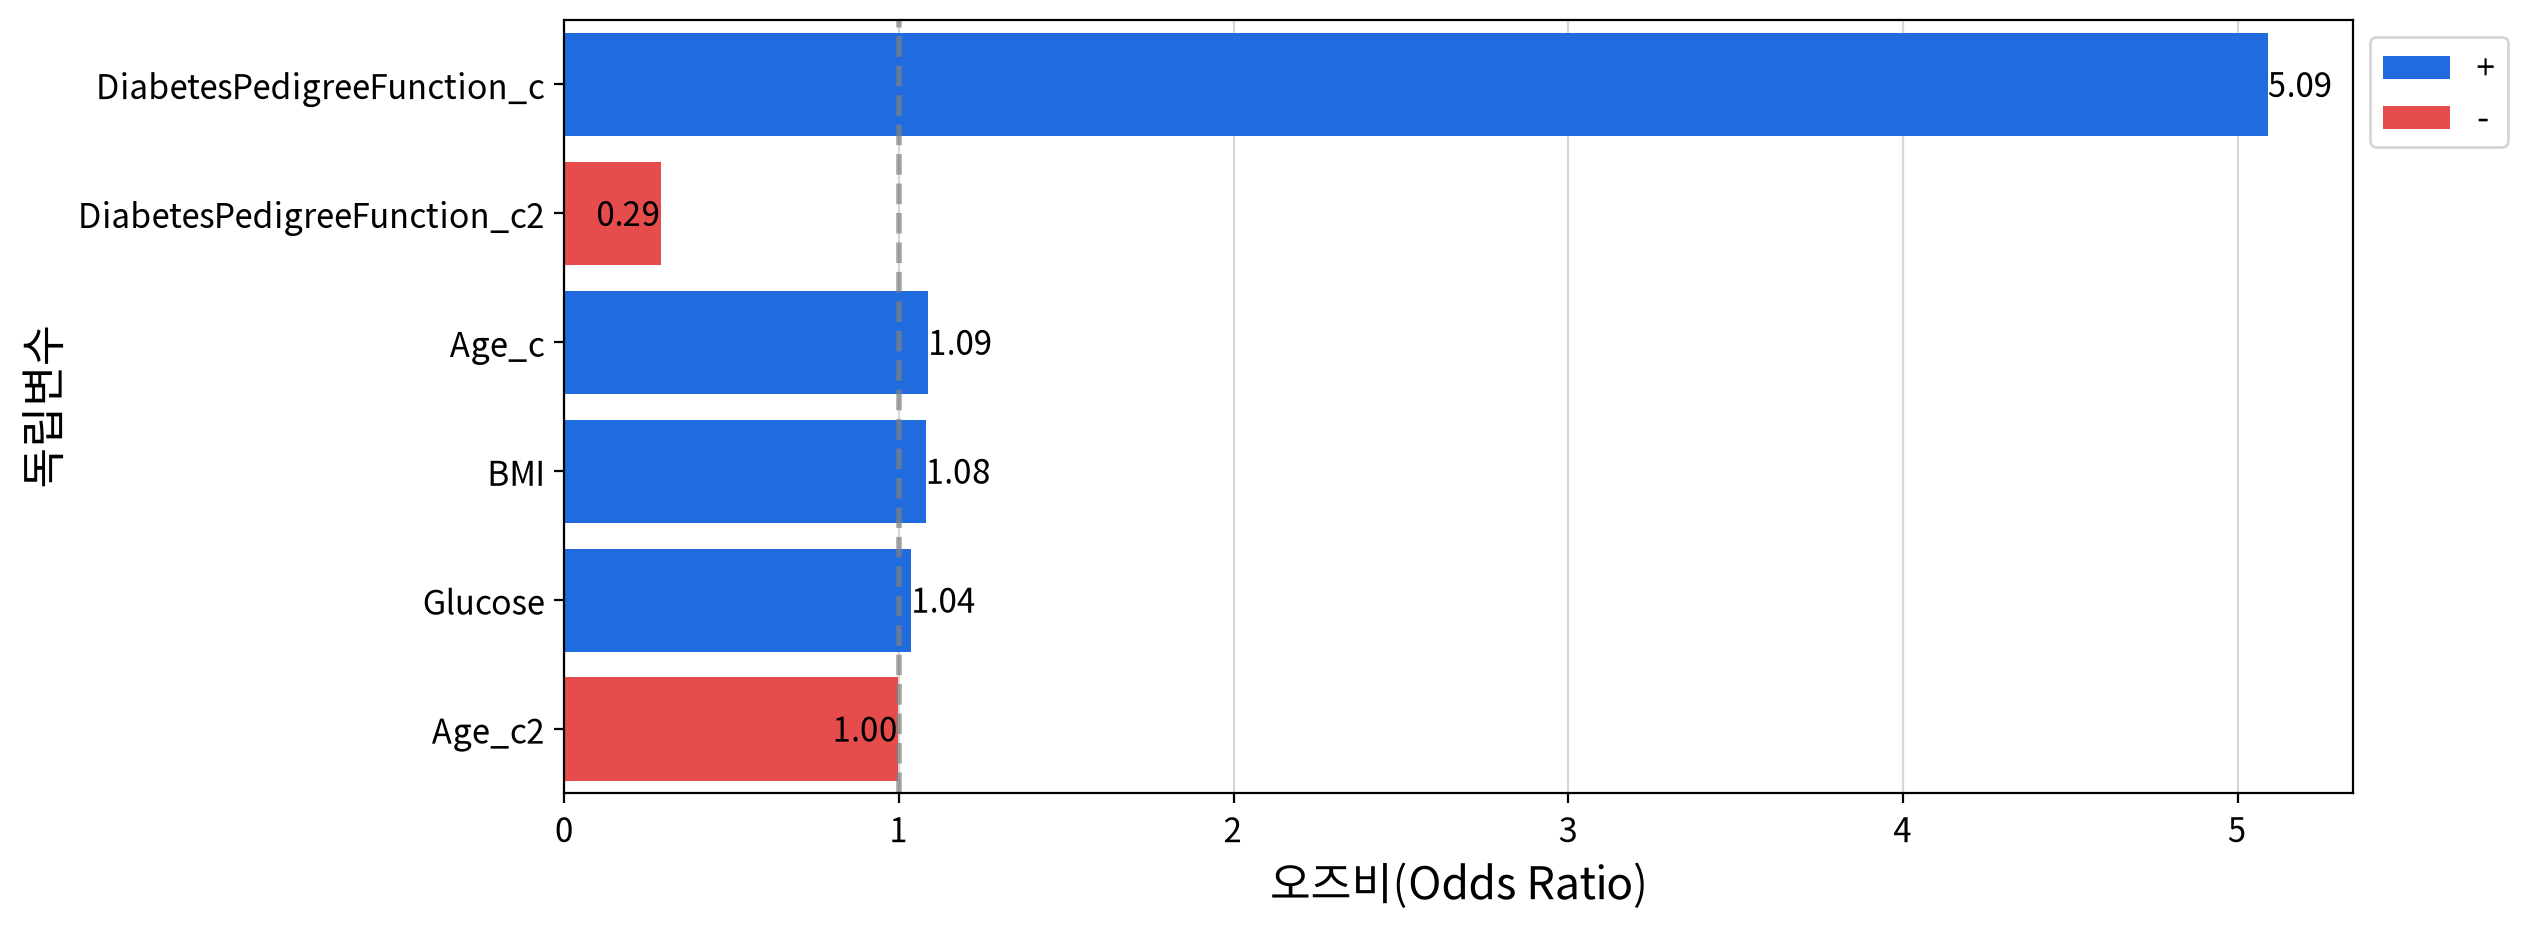 DiabetesPedigreeFunction_c
5.09
DiabetesPedigreeFunction_c2
0.29
Age_c
1.09
BMI
1.08
Glucose
1.04
Age_c2
1.00
독립변수
0 1 2 3 4 5
오즈비(Odds Ratio)
+
-